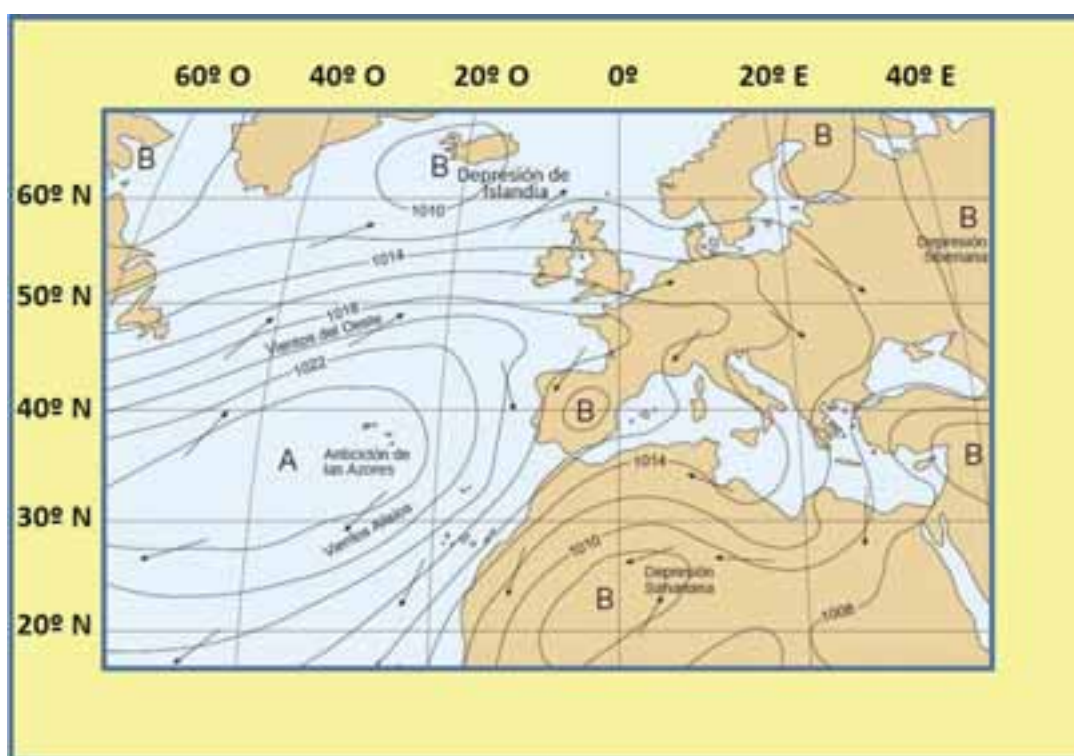 60º O 40º O 20º O 0º 20º E 40º E
B
B
B
Depresión de
Islandia
60º N
1010
B
Depresión
Siberiana
1014
50º N
1018
Vientos del Oeste
1022
40º N
B
A
Anticiclón de
las Azores
B
1014
30º N
Vientos Alisios
1010
Depresión
Sahariana
B
1008
20º N